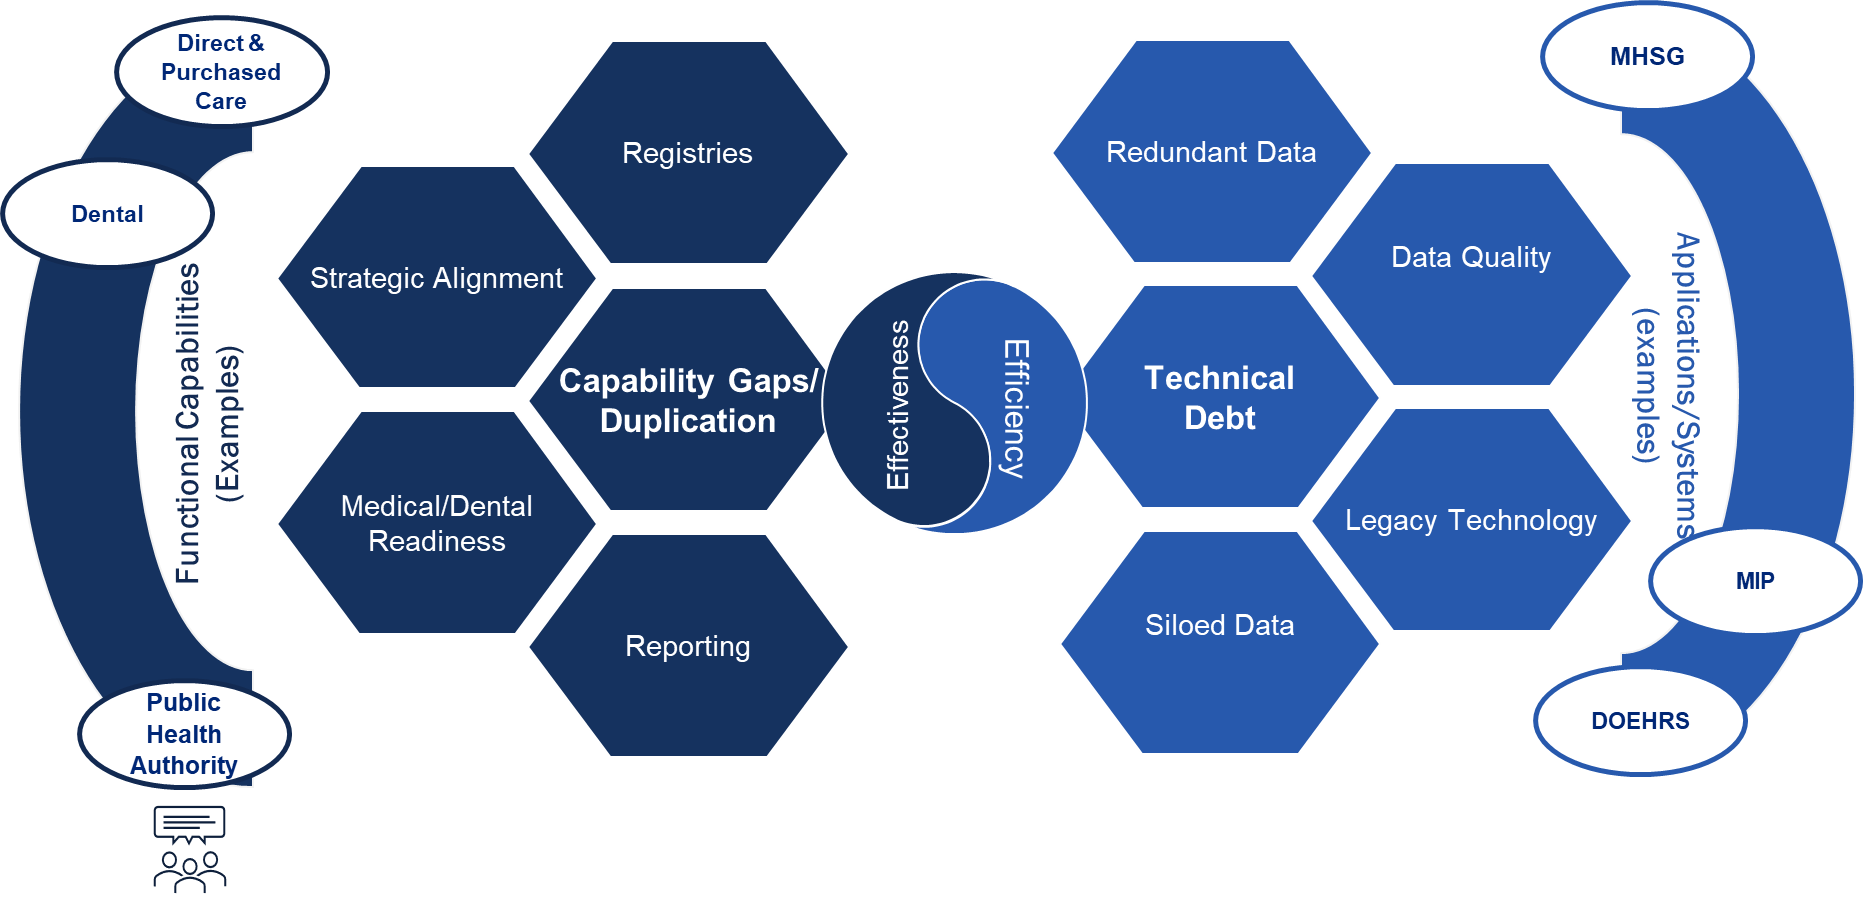 Direct &
Purchased
Care
Dental
Public
Health
Authority
Functional Capabilities
(Examples)
Registries
Strategic Alignment
Capability Gaps/
Duplication
Medical/Dental
Readiness
Reporting
Effectiveness
Efficiency
Redundant Data
Data Quality
Technical
Debt
Legacy Technology
Siloed Data
Applications/Systems
(examples)
MHSG
MIP
DOEHRS